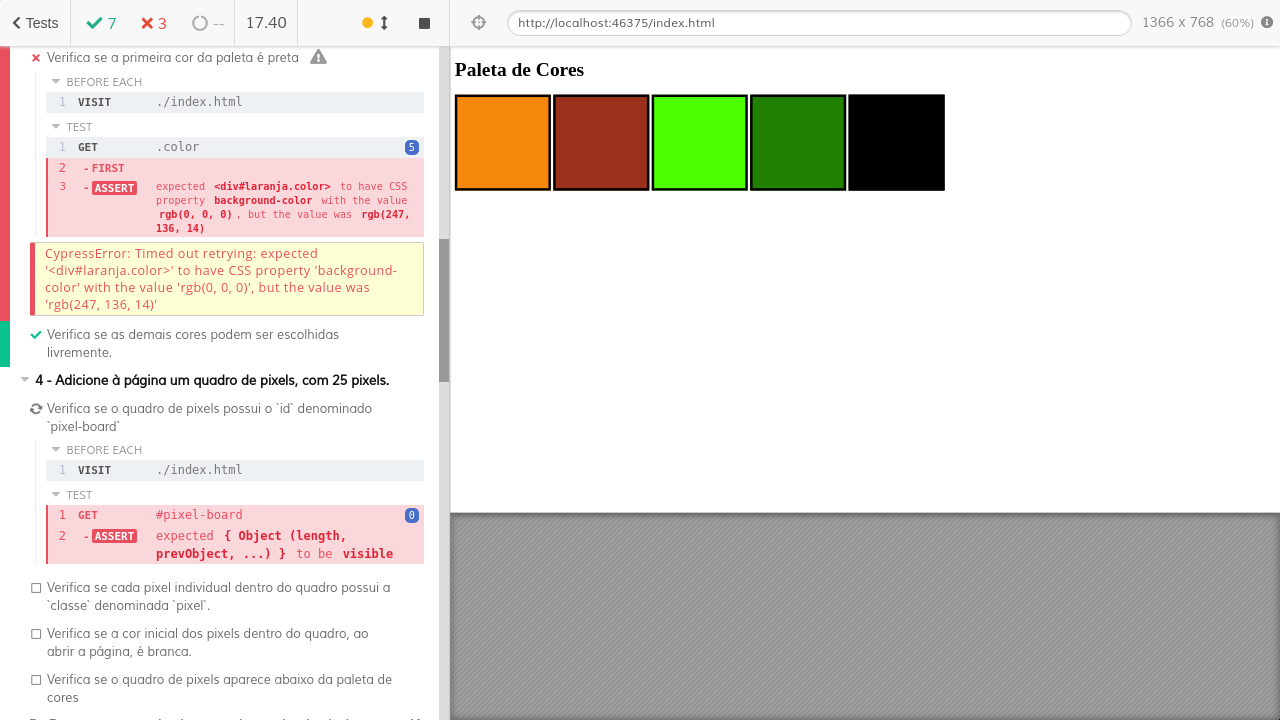 Tests
7
3
--
17.40
http://localhost:46375/index.html
1366 x 768 (60%)
Verifica se a primeira cor da paleta é preta
BEFORE EACH
1 VISIT ./index.html
TEST
1 GET .color 5
2 - FIRST
3 - ASSERT expected <div#laranja.color> to have CSS
property background-color with the value
rgb(0, 0, 0) , but the value was rgb(247,
136, 14)
CypressError: Timed out retrying: expected
'<div#laranja.color>' to have CSS property 'background-
color' with the value 'rgb(0, 0, 0)', but the value was
'rgb(247, 136, 14)'
Verifica se as demais cores podem ser escolhidas
livremente.
4 - Adicione à página um quadro de pixels, com 25 pixels.
Verifica se o quadro de pixels possui o `id` denominado
`pixel-board`
BEFORE EACH
1 VISIT ./index.html
TEST
1 GET #pixel-board 0
2 - ASSERT expected { Object (length,
prevObject, ...) } to be visible
Verifica se cada pixel individual dentro do quadro possui a
`classe` denominada `pixel`.
Verifica se a cor inicial dos pixels dentro do quadro, ao
abrir a página, é branca.
Verifica se o quadro de pixels aparece abaixo da paleta de
cores
Paleta de Cores